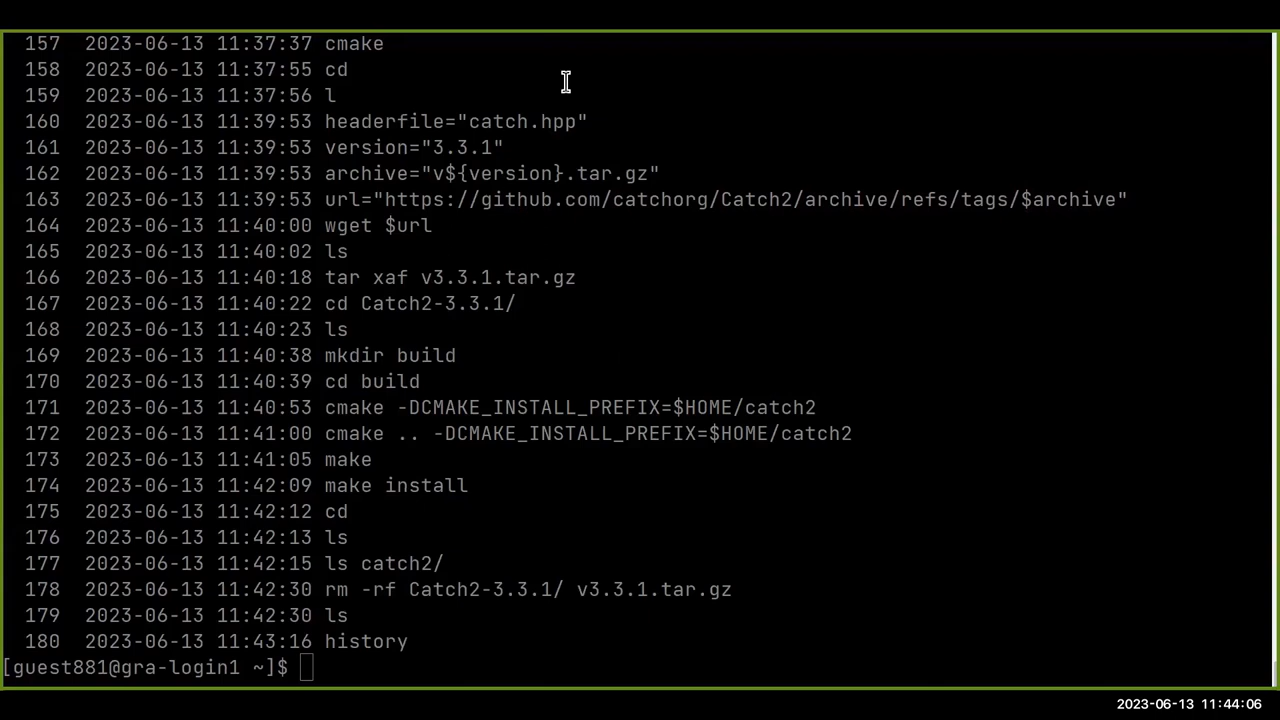 157  2023-06-13 11:37:37 cmake
158  2023-06-13 11:37:55 cd
159  2023-06-13 11:37:56 l
160  2023-06-13 11:39:53 headerfile="catch.hpp"
161  2023-06-13 11:39:53 version="3.3.1"
162  2023-06-13 11:39:53 archive="v${version}.tar.gz"
163  2023-06-13 11:39:53 url="https://github.com/catchorg/Catch2/archive/refs/tags/$archive"
164  2023-06-13 11:40:00 wget $url
165  2023-06-13 11:40:02 ls
166  2023-06-13 11:40:18 tar xaf v3.3.1.tar.gz
167  2023-06-13 11:40:22 cd Catch2-3.3.1/
168  2023-06-13 11:40:23 ls
169  2023-06-13 11:40:38 mkdir build
170  2023-06-13 11:40:39 cd build
171  2023-06-13 11:40:53 cmake -DCMAKE_INSTALL_PREFIX=$HOME/catch2
172  2023-06-13 11:41:00 cmake .. -DCMAKE_INSTALL_PREFIX=$HOME/catch2
173  2023-06-13 11:41:05 make
174  2023-06-13 11:42:09 make install
175  2023-06-13 11:42:12 cd
176  2023-06-13 11:42:13 ls
177  2023-06-13 11:42:15 ls catch2/
178  2023-06-13 11:42:30 rm -rf Catch2-3.3.1/ v3.3.1.tar.gz
179  2023-06-13 11:42:30 ls
180  2023-06-13 11:43:16 history
[guest881@gra-login1 ~]$
2023-06-13 11:44:06